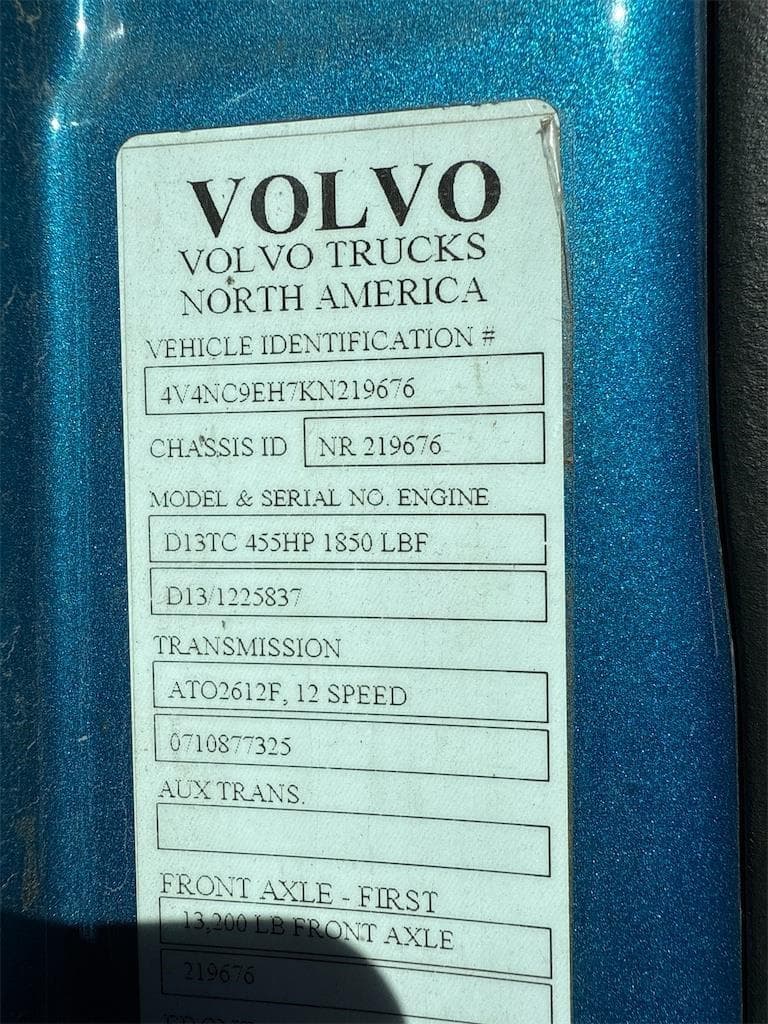 VOLVO
VOLVO TRUCKS
NORTH AMERICA
VEHICLE IDENTIFICATION #
4V4NC9EH7KN219676
CHASSIS ID NR 219676
MODEL & SERIAL NO. ENGINE
D13TC 455HP 1850 LBF
D13/1225837
TRANSMISSION
ATO2612F, 12 SPEED
0710877325
AUX TRANS.
FRONT AXLE - FIRST
13,200 LB FRONT AXLE
219676